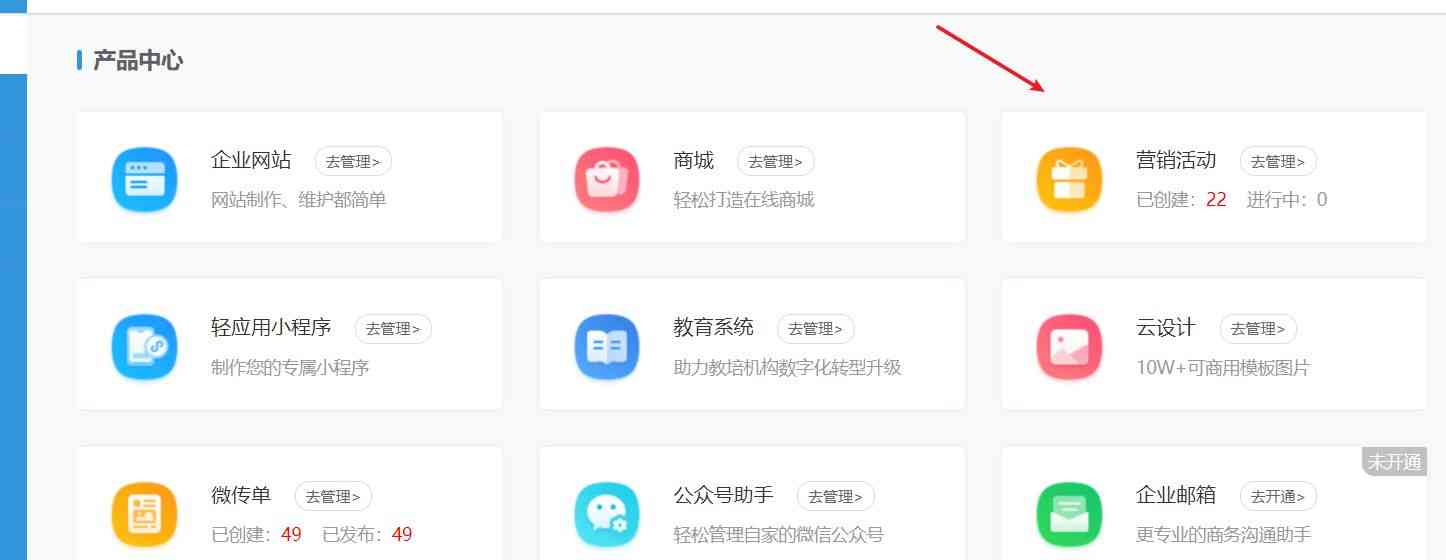 产品中心
企业网站 去管理>
网站制作、维护都简单
商城 去管理>
轻松打造在线商城
营销活动 去管理>
已创建：22 进行中：0
轻应用小程序 去管理>
制作您的专属小程序
教育系统 去管理>
助力教培机构数字化转型升级
云设计 去管理>
10W+可商用模板图片
微传单 去管理>
已创建：49 已发布：49
公众号助手 去管理>
轻松管理自家的微信公众号
未开通
企业邮箱 去开通>
更专业的商务沟通助手